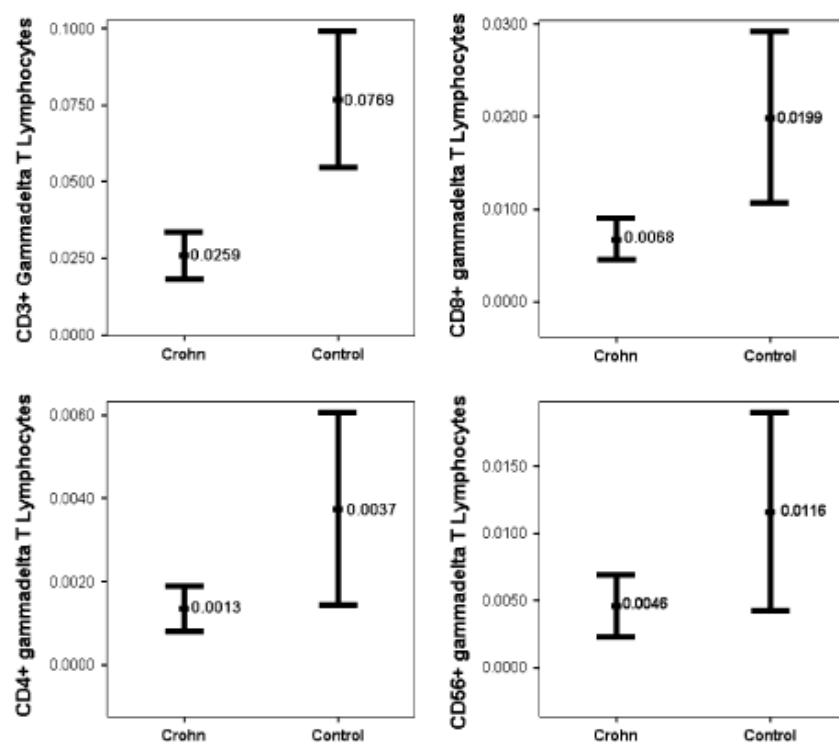 CD3+ Gammadelta T Lymphocytes
0.1000
0.0750
0.0500
0.0250
0.0000
0.0769
0.0259
Crohn
Control
CD8+ gammadelta T Lymphocytes
0.0300
0.0200
0.0100
0.0000
0.0199
0.0068
Crohn
Control
CD4+ gammadelta T Lymphocytes
0.0060
0.0040
0.0020
0.0000
0.0037
0.0013
Crohn
Control
CD56+ gammadelta T Lymphocytes
0.0150
0.0100
0.0050
0.0000
0.0116
0.0046
Crohn
Control